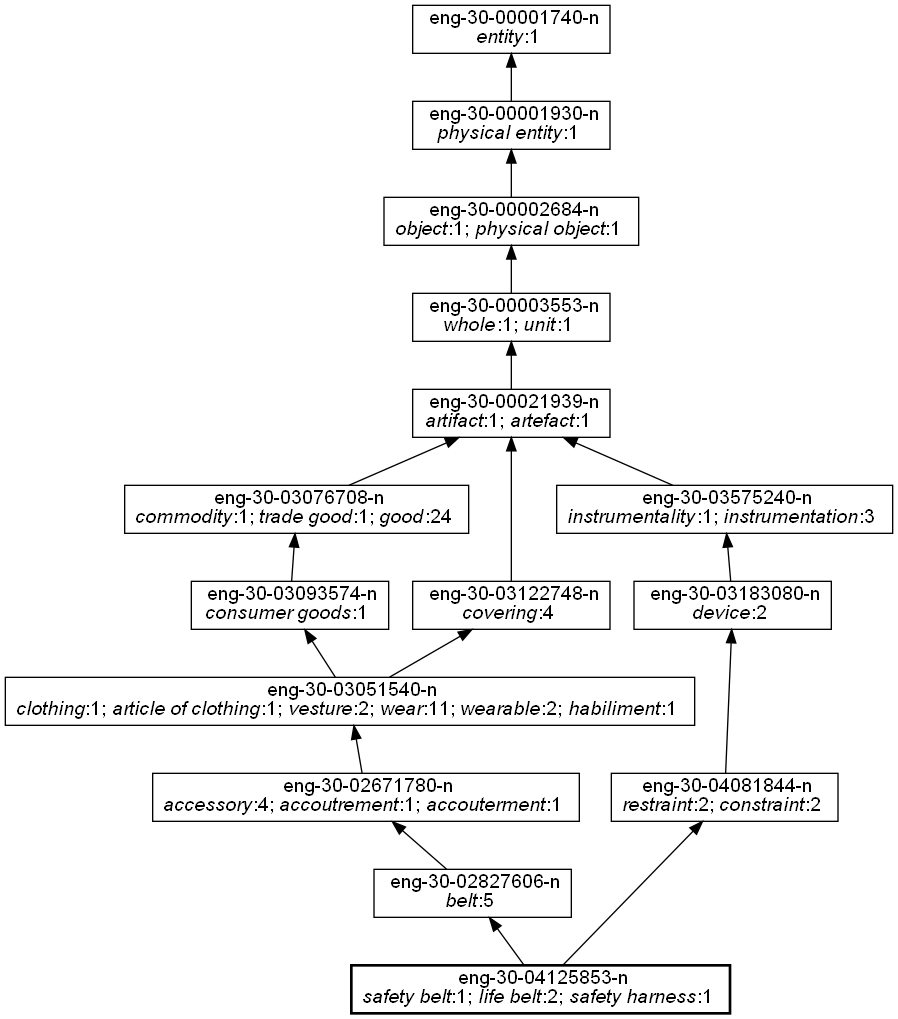 eng-30-00001740-n
entity:1
eng-30-00001930-n
physical entity:1
eng-30-00002684-n
object:1; physical object:1
eng-30-00003553-n
whole:1; unit:1
eng-30-00021939-n
artifact:1; artefact:1
eng-30-03076708-n
commodity:1; trade good:1; good:24
eng-30-03575240-n
instrumentality:1; instrumentation:3
eng-30-03093574-n
consumer goods:1
eng-30-03122748-n
covering:4
eng-30-03183080-n
device:2
eng-30-03051540-n
clothing:1; article of clothing:1; vesture:2; wear:11; wearable:2; habiliment:1
eng-30-02671780-n
accessory:4; accoutrement:1; accouterment:1
eng-30-04081844-n
restraint:2; constraint:2
eng-30-02827606-n
belt:5
eng-30-04125853-n
safety belt:1; life belt:2; safety harness:1